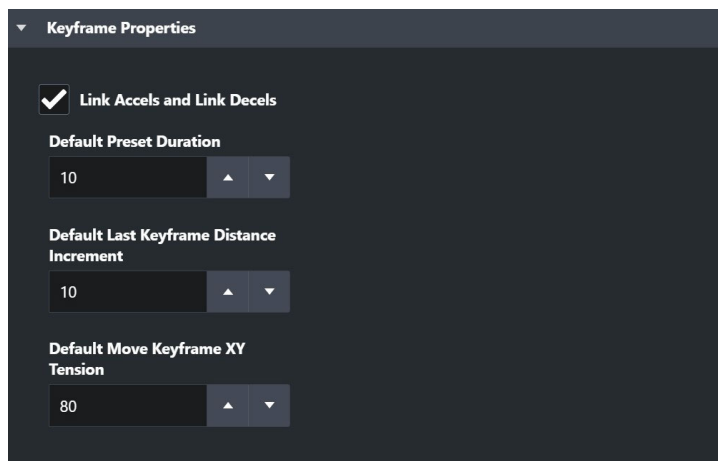 Keyframe Properties
Link Accels and Link Decels
Default Preset Duration
10
Default Last Keyframe Distance
Increment
10
Default Move Keyframe XY
Tension
80